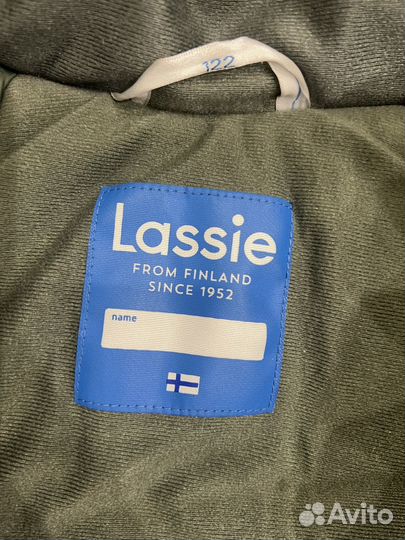 122
Lassie
FROM FINLAND
SINCE 1952
name
Avito